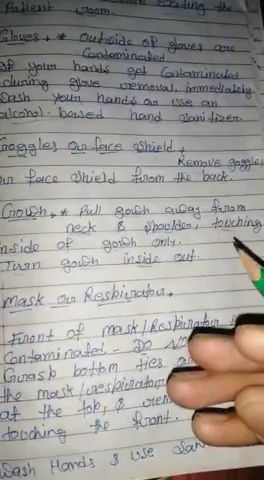 Patient room exiting the
Gloves, * Outside of gloves are
Contaminated
If your hands get Contaminated
during glove removal, immediately
Wash your hands or use an
alcohol-based hand Sanitizer.
Goggles Or face Shield,
Remove goggles
or face Shield from the back.
Gown, * Pull gown away from
neck & shoulder, touching
inside of gown only.
Turn gown inside out.
Mask Or Respirator,
Front of mask/Respirator
Contaminated - Do
Grasp bottom ties
the mask/respirator
at the top, &
touching the front.
Wash Hands & Use